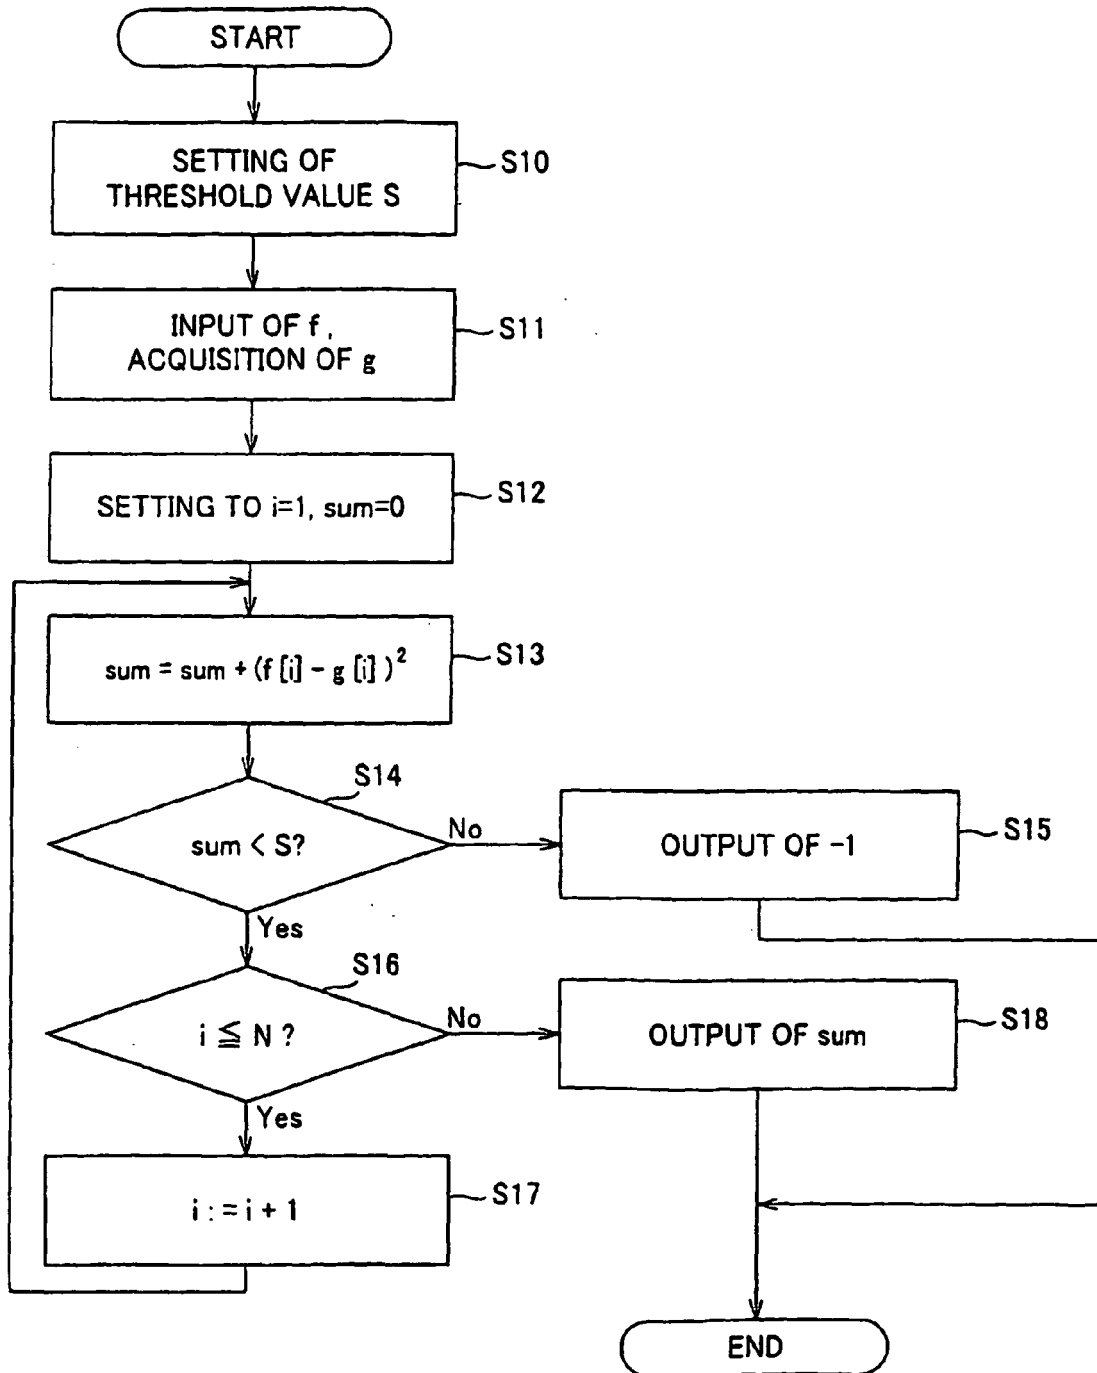 START
SETTING OF
THRESHOLD VALUE S
S10
INPUT OF f,
ACQUISITION OF g
S11
SETTING TO i=1, sum=0
S12
sum = sum + (f [i] - g [i] )²
S13
S14
sum < S?
No
OUTPUT OF -1
S15
Yes
S16
i ≦ N ?
No
OUTPUT OF sum
S18
Yes
i : = i + 1
S17
END